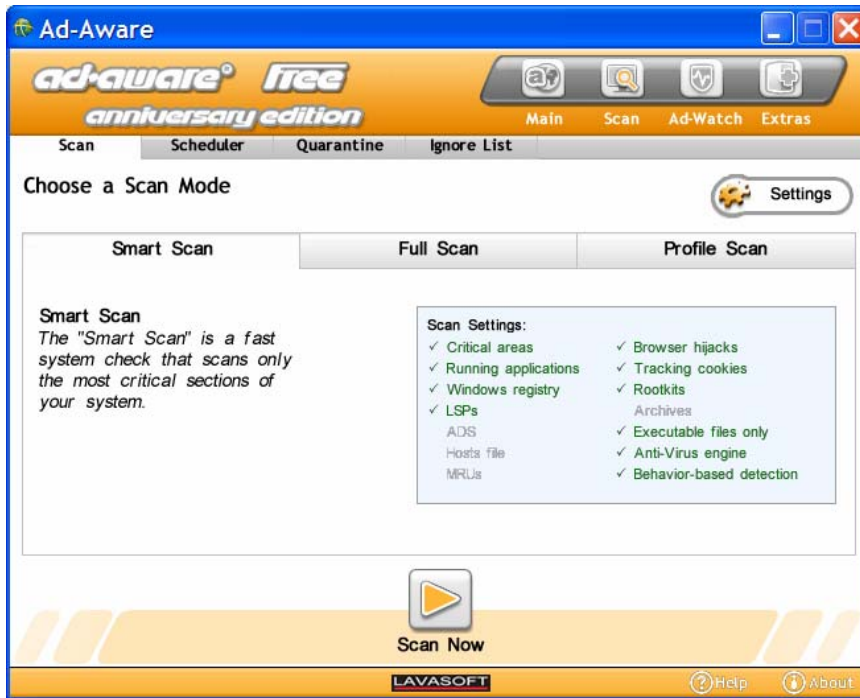 Ad-Aware
ad-aware® free
anniversary edition
Main Scan Ad-Watch Extras
Scan Scheduler Quarantine Ignore List
Choose a Scan Mode
Settings
Smart Scan Full Scan Profile Scan
Smart Scan
The "Smart Scan" is a fast
system check that scans only
the most critical sections of
your system.
Scan Settings:
✓ Critical areas
✓ Running applications
✓ Windows registry
✓ LSPs
ADS
Hosts file
MRUs
✓ Browser hijacks
✓ Tracking cookies
✓ Rootkits
Archives
✓ Executable files only
✓ Anti-Virus engine
✓ Behavior-based detection
Scan Now
LAVASOFT
Help About